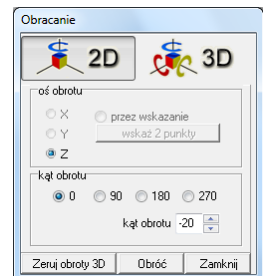 Obracanie
2D 3D
oś obrotu
X przez wskazanie
Y wskaż 2 punkty
Z
kąt obrotu
0 90 180 270
kąt obrotu -20
Zeruj obroty 3D Obróć Zamknij